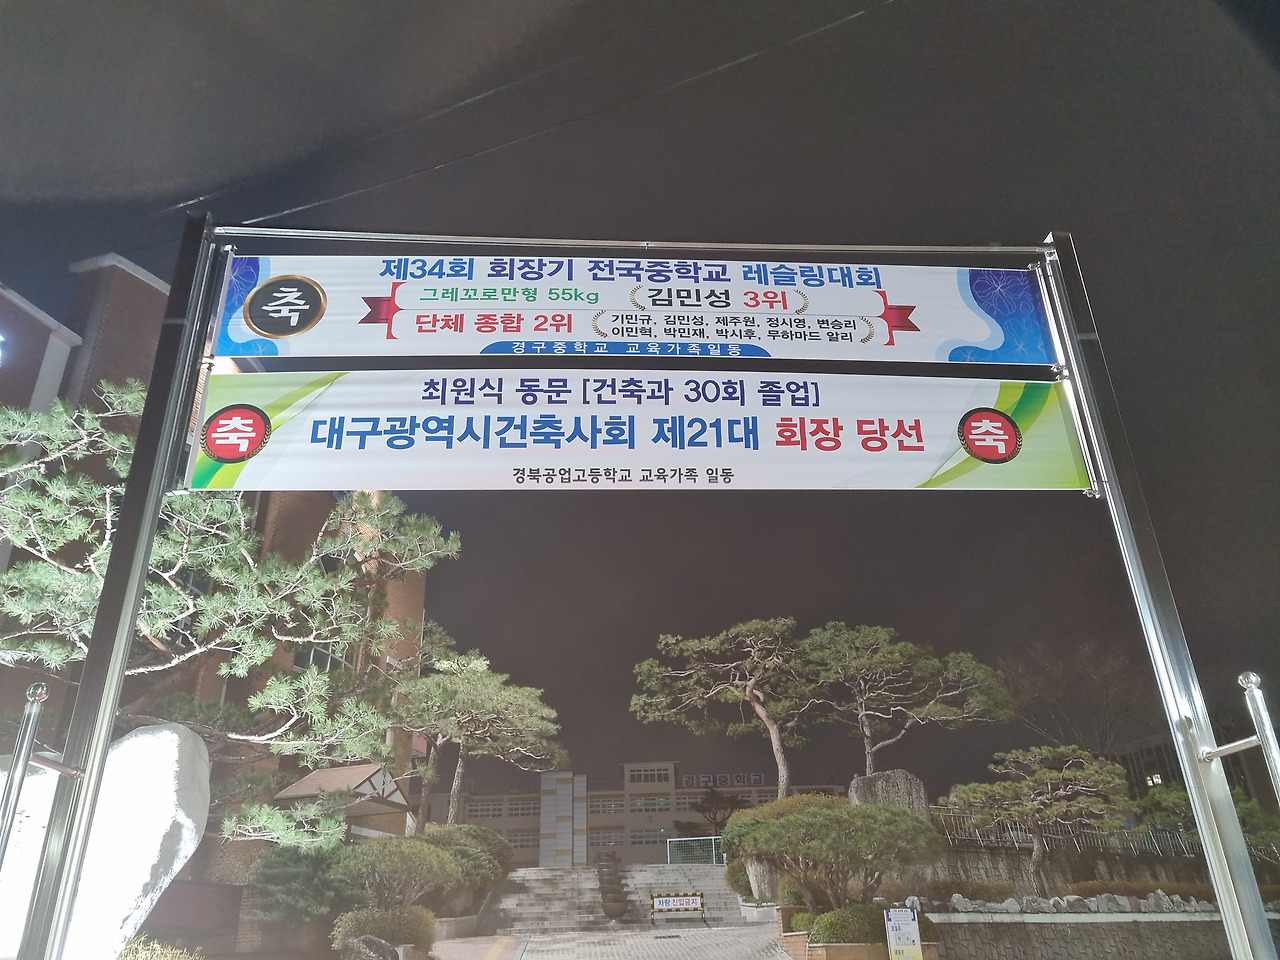 축
제34회 회장기 전국중학교 레슬링대회
그레꼬로만형 55kg 김민성 3위
단체 종합 2위
기민규, 김민성, 제주원, 정시영, 변승리
이민혁, 박민재, 박시후, 무하마드 알리
경구중학교 교육가족일동
최원식 동문 [건축과 30회 졸업]
축 대구광역시건축사회 제21대 회장 당선 축
경북공업고등학교 교육가족 일동
경구중학교
차량 진입금지